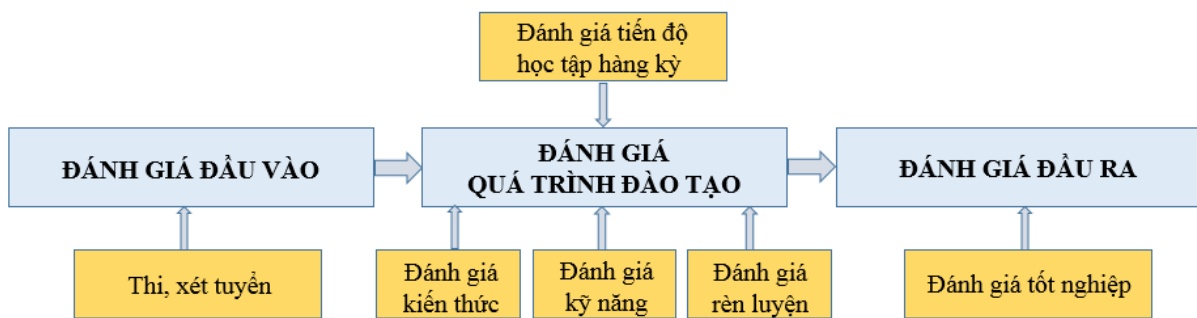 Đánh giá tiến độ
học tập hàng kỳ
ĐÁNH GIÁ ĐẦU VÀO
ĐÁNH GIÁ
QUÁ TRÌNH ĐÀO TẠO
ĐÁNH GIÁ ĐẦU RA
Thi, xét tuyển
Đánh giá
kiến thức
Đánh giá
kỹ năng
Đánh giá
rèn luyện
Đánh giá tốt nghiệp